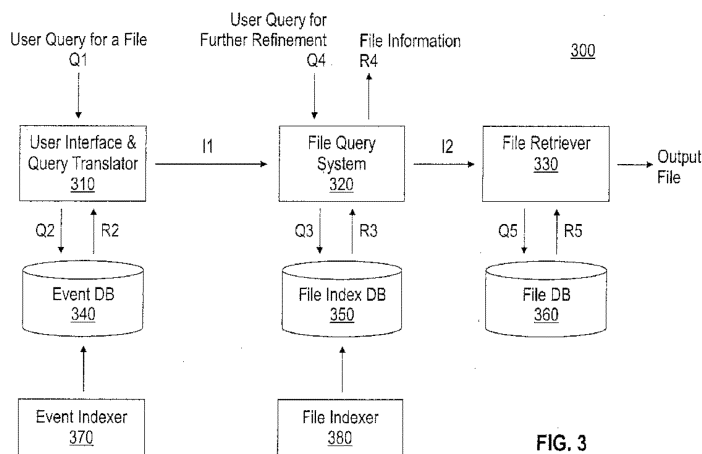 User Query for a File
Q1
User Query for
Further Refinement
Q4
File Information
R4
300
User Interface &
Query Translator
310
I1
File Query
System
320
I2
File Retriever
330
Output
File
Q2
R2
Q3
R3
Q5
R5
Event DB
340
File Index DB
350
File DB
360
Event Indexer
370
File Indexer
380
FIG. 3